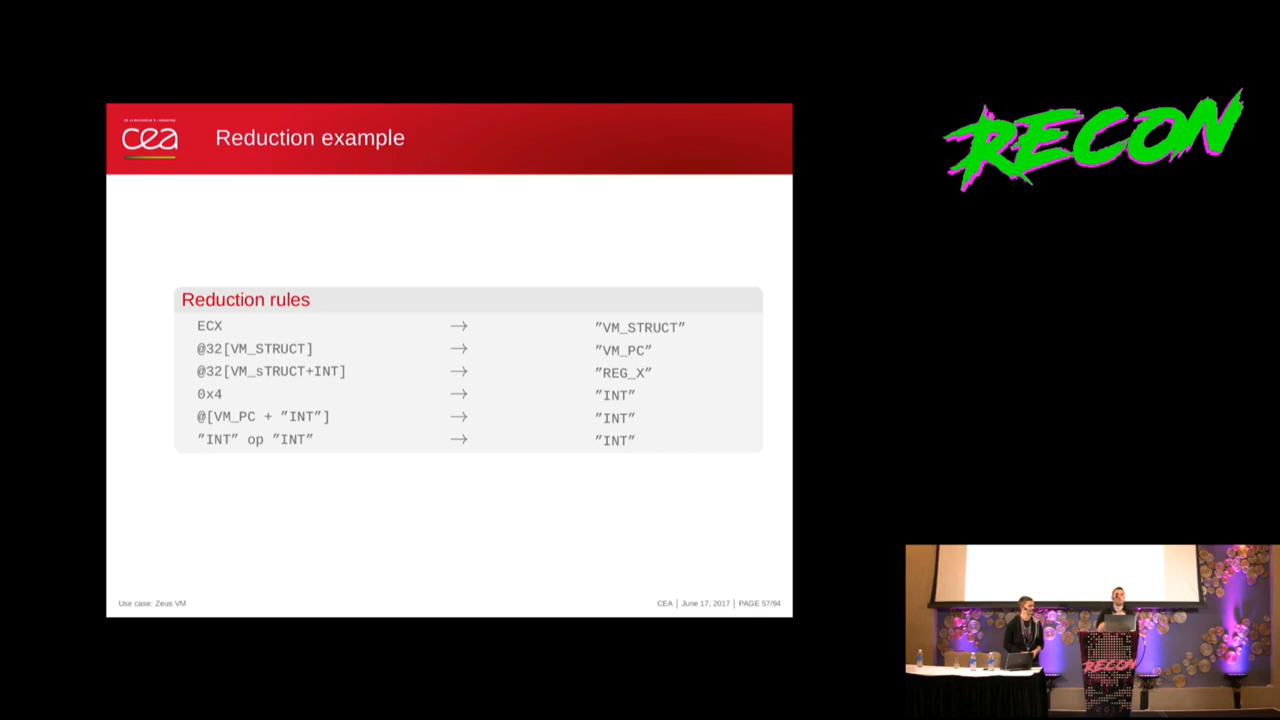 RECON
cea
Reduction example
Reduction rules
ECX → ”VM_STRUCT”
@32[VM_STRUCT] → ”VM_PC”
@32[VM_sTRUCT+INT] → ”REG_X”
0x4 → ”INT”
@[VM_PC + ”INT”] → ”INT”
”INT” op ”INT” → ”INT”
Use case: Zeus VM
CEA | June 17, 2017 | PAGE 57/94
RECON